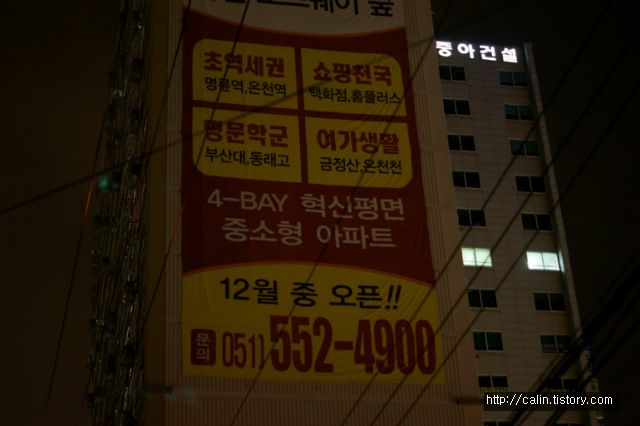 중아건설
초역세권
명륜역,온천역
쇼핑천국
백화점,홈플러스
명문학군
부산대,동래고
여가생활
금정산,온천천
4-BAY 혁신평면
중소형 아파트
12월 중 오픈!!
문의 051) 552-4900
http://calin.tistory.com